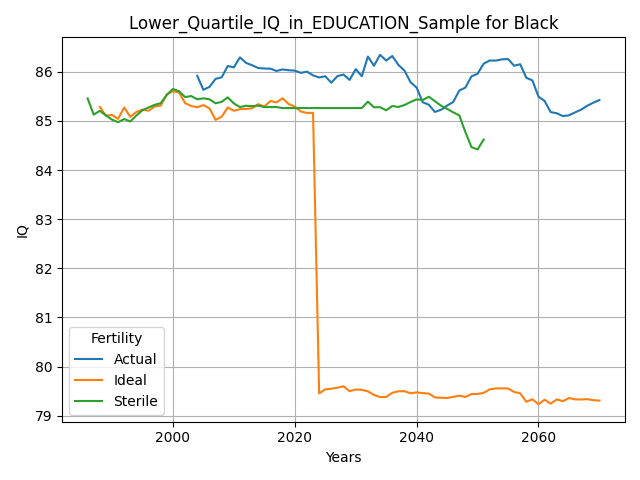 Lower_Quartile_IQ_in_EDUCATION_Sample for Black
IQ
86
85
84
83
82
81
80
79
Fertility
Actual
Ideal
Sterile
2000
2020
2040
2060
Years